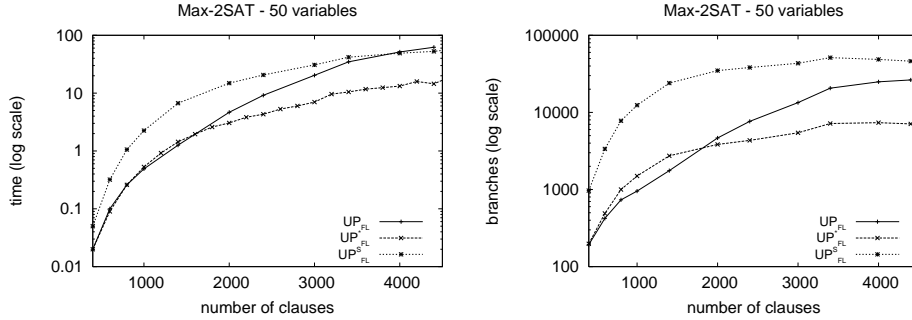 Max-2SAT - 50 variables
100
10
1
0.1
0.01
time (log scale)
1000
2000
3000
4000
number of clauses
UP_FL
UP*_FL
UP^S_FL
Max-2SAT - 50 variables
100000
10000
1000
100
branches (log scale)
1000
2000
3000
4000
number of clauses
UP_FL
UP*_FL
UP^S_FL